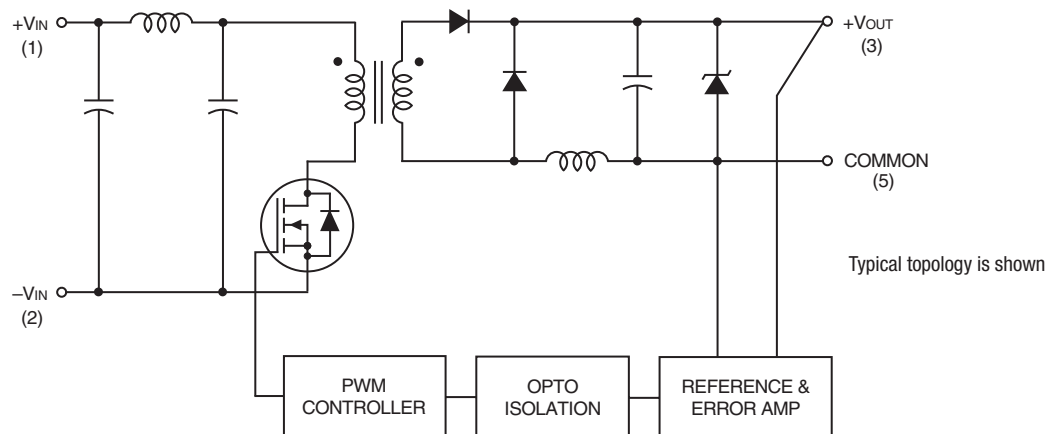 +VIN
(1)
+VOUT
(3)
COMMON
(5)
Typical topology is shown
–VIN
(2)
PWM
CONTROLLER
OPTO
ISOLATION
REFERENCE &
ERROR AMP